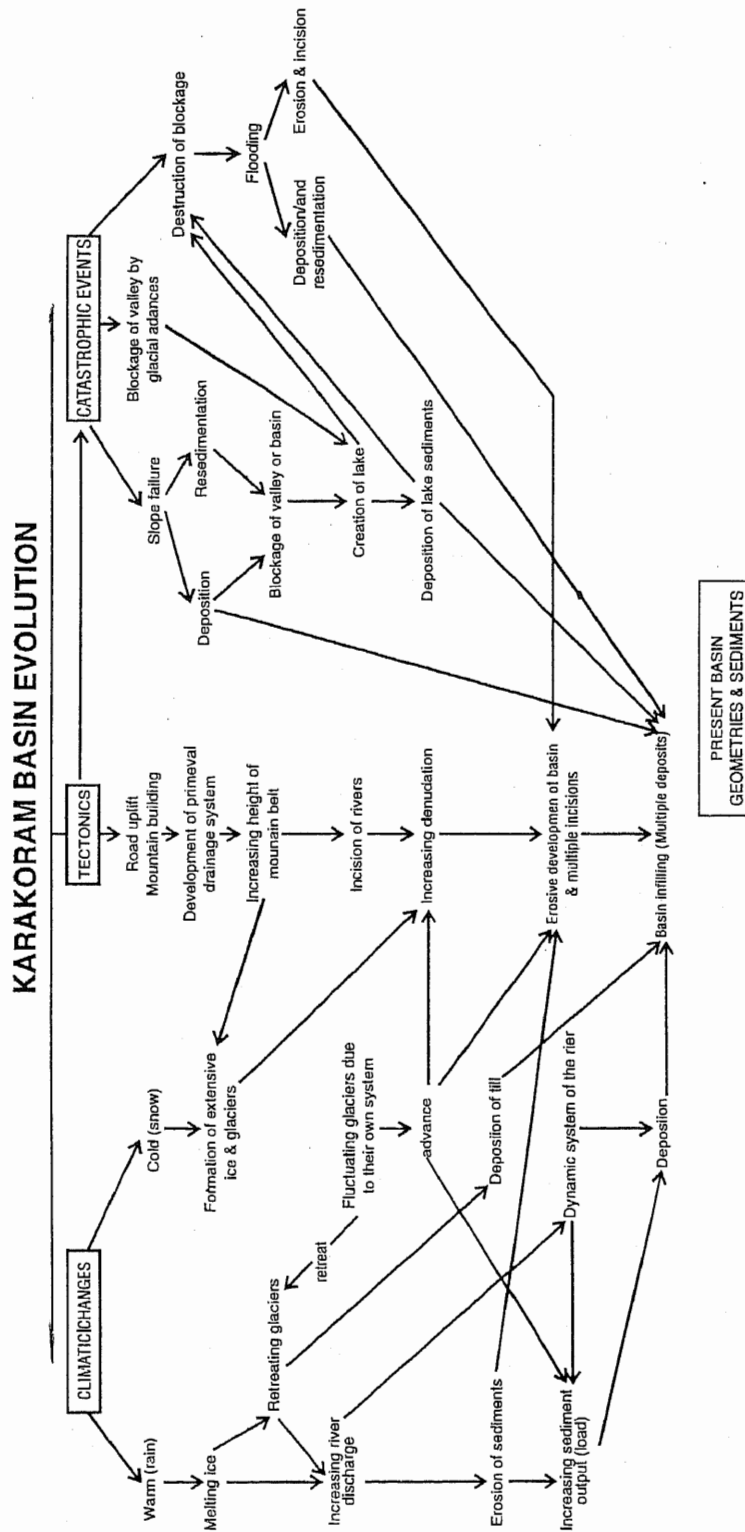 KARAKORAM BASIN EVOLUTION
CLIMATIC|CHANGES
TECTONICS
CATASTROPHIC EVENTS
Warm (rain)
Cold (snow)
Melting ice
Formation of extensive
ice & glaciers
Retreating glaciers
retreat
Fluctuating glaciers due
to their own system
Increasing river
discharge
advance
Deposiion of till
Erosion of sediments
Dynamic system of the rier
Increasing sediment
output (load)
Deposiion
Road uplift
Mountain building
Development of primeval
drainage system
Increasing height of
mounain belt
Incision of rivers
Increasing denudation
Erosive developmen of basin
& multiple incisions
Basin infilling (Multiple deposits)
Slope failure
Blockage of valley by
glacial adances
Destruction of blockage
Deposition
Resedimentation
Flooding
Blockage of valley or basin
Deposition/and
resedimentation
Erosion & incision
Creation of lake
Deposition of lake sediments
PRESENT BASIN
GEOMETRIES & SEDIMENTS